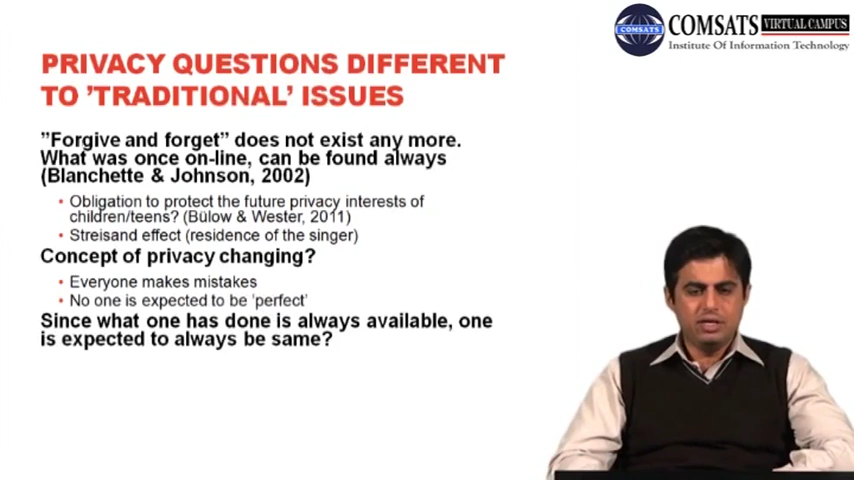 COMSATS VIRTUAL CAMPUS
COMSATS
Institute Of Information Technology
PRIVACY QUESTIONS DIFFERENT
TO ’TRADITIONAL’ ISSUES
”Forgive and forget” does not exist any more.
What was once on-line, can be found always
(Blanchette & Johnson, 2002)
• Obligation to protect the future privacy interests of
children/teens? (Bülow & Wester, 2011)
• Streisand effect (residence of the singer)
Concept of privacy changing?
• Everyone makes mistakes
• No one is expected to be ’perfect’
Since what one has done is always available, one
is expected to always be same?